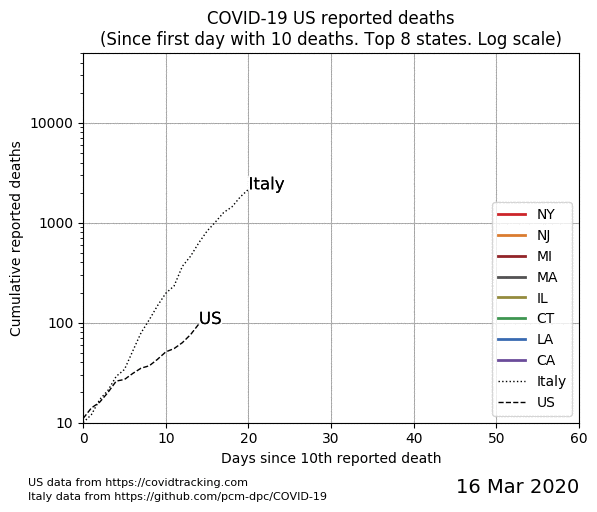 COVID-19 US reported deaths
(Since first day with 10 deaths. Top 8 states. Log scale)
Cumulative reported deaths
10000
1000
100
10
Italy
US
NY
NJ
MI
MA
IL
CT
LA
CA
Italy
US
0 10 20 30 40 50 60
Days since 10th reported death
US data from https://covidtracking.com
Italy data from https://github.com/pcm-dpc/COVID-19
16 Mar 2020